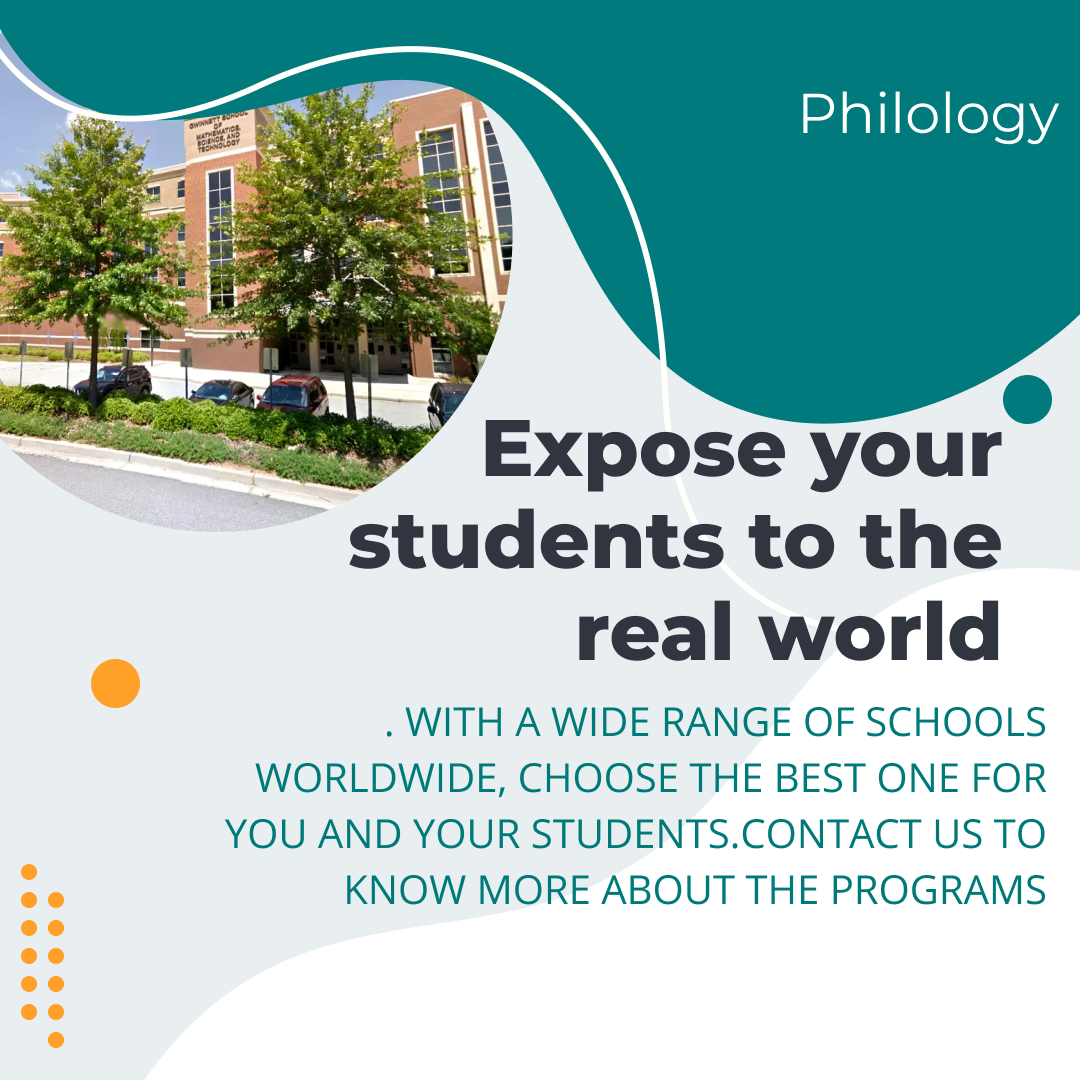 Philology
GWINNETT SCHOOL
OF
MATHEMATICS,
SCIENCE, AND
TECHNOLOGY
Expose your
students to the
real world
. WITH A WIDE RANGE OF SCHOOLS
WORLDWIDE, CHOOSE THE BEST ONE FOR
YOU AND YOUR STUDENTS.CONTACT US TO
KNOW MORE ABOUT THE PROGRAMS